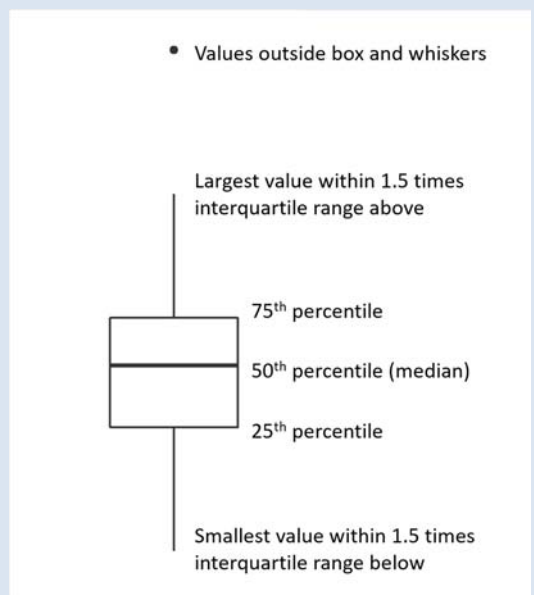 Values outside box and whiskers
Largest value within 1.5 times
interquartile range above
75th percentile
50th percentile (median)
25th percentile
Smallest value within 1.5 times
interquartile range below